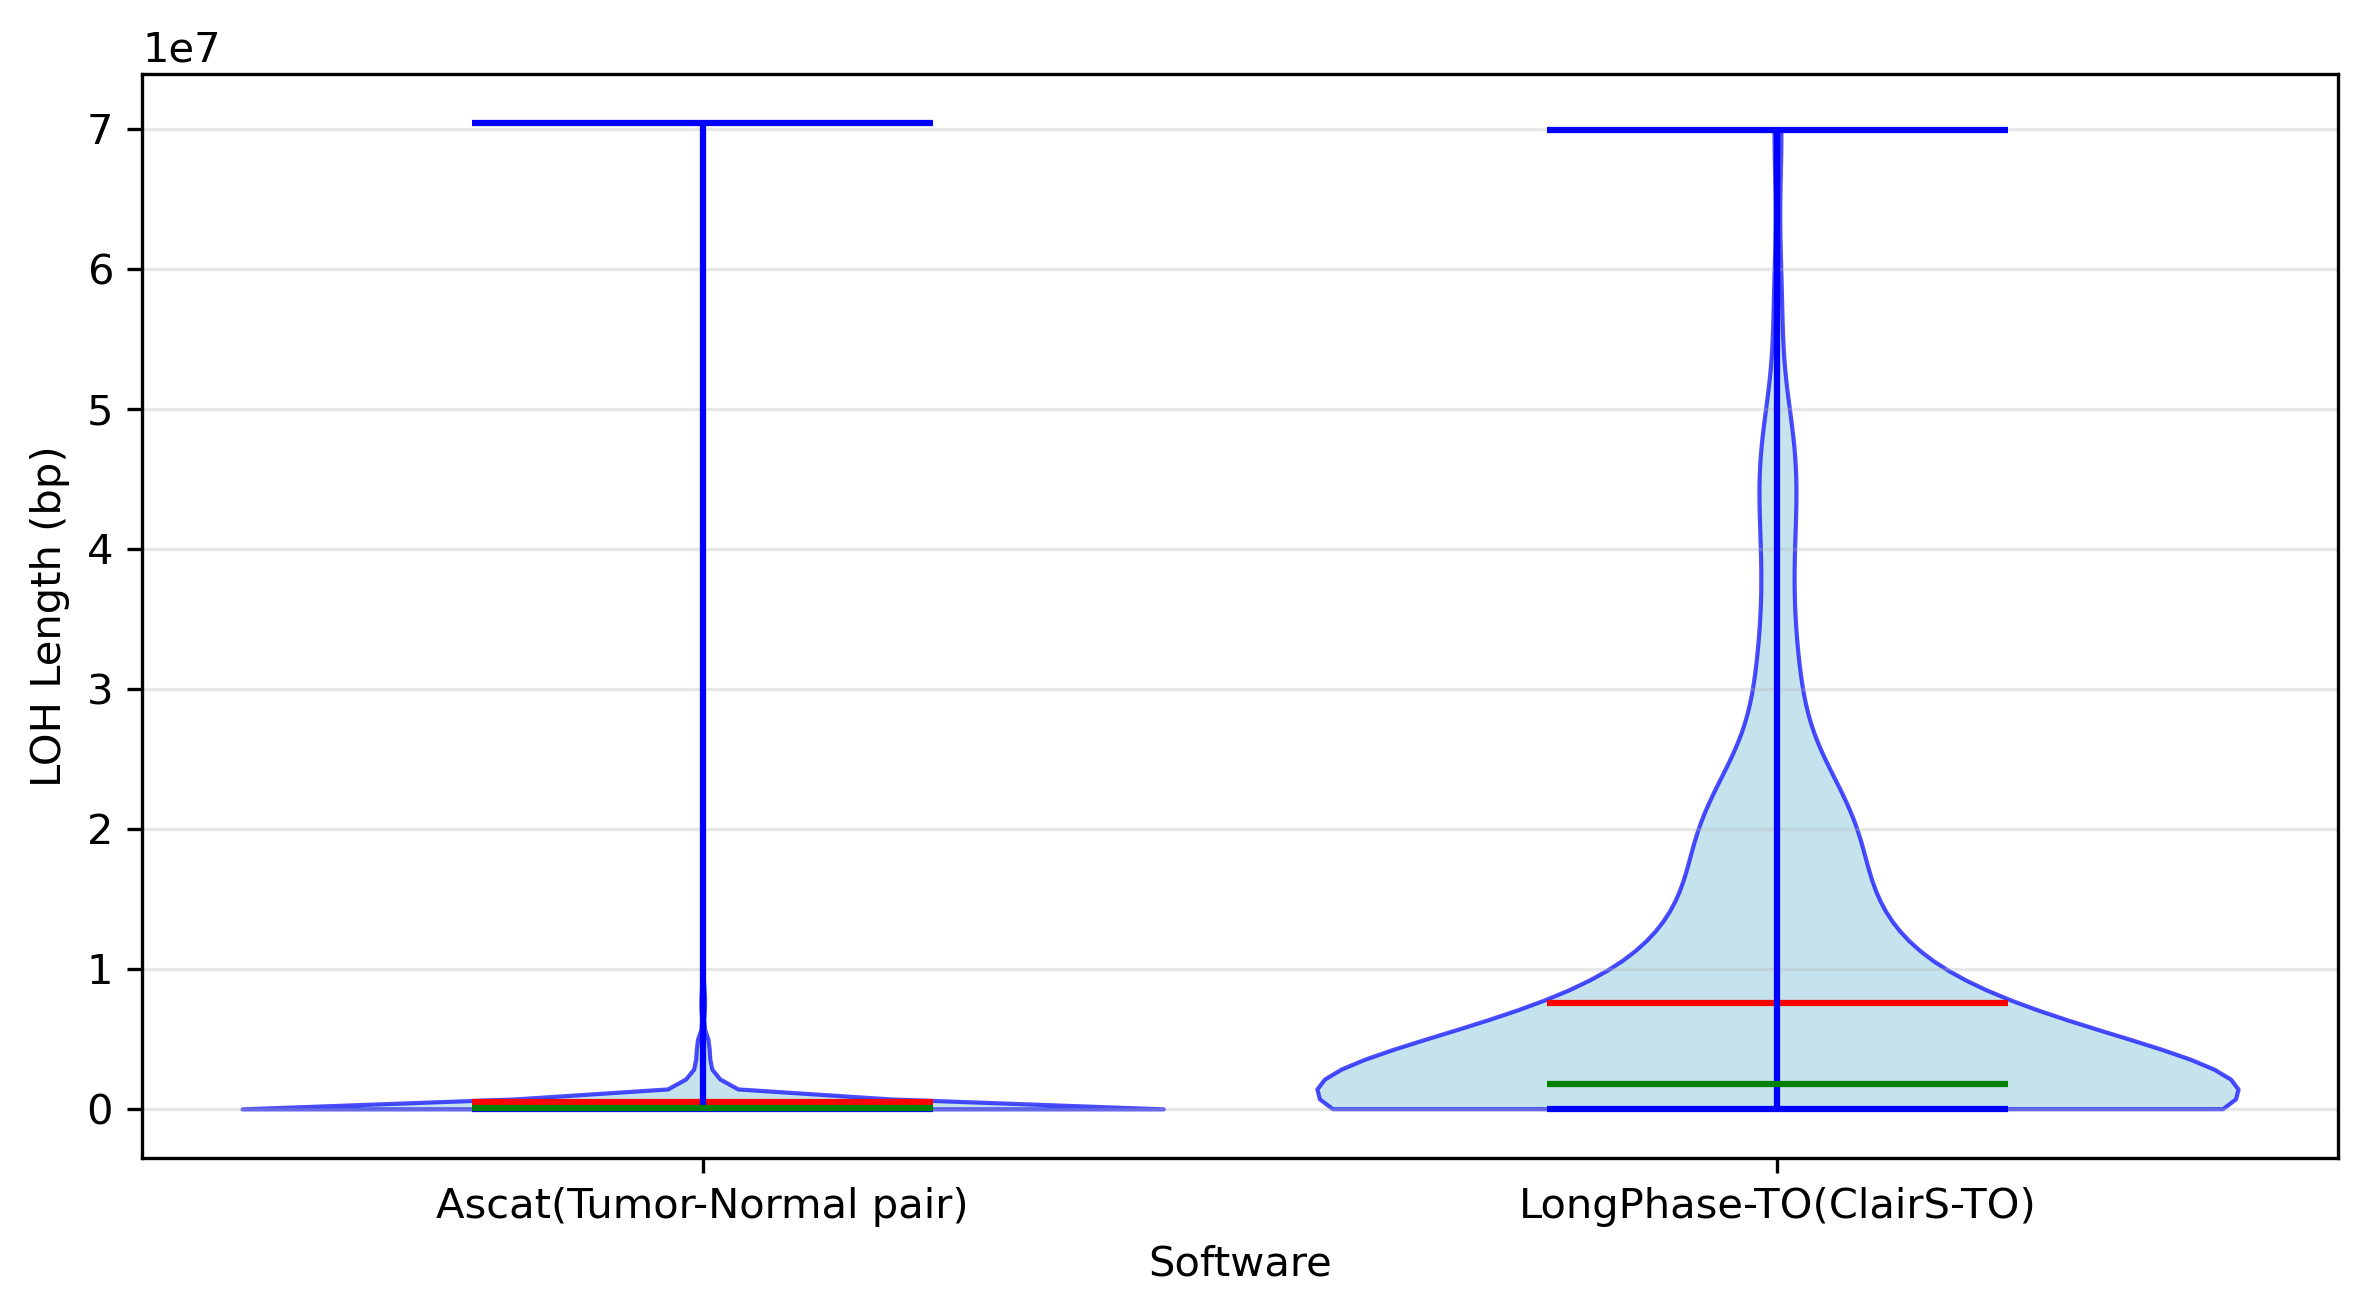 1e7
7
6
5
4
3
2
1
0
LOH Length (bp)
Ascat(Tumor-Normal pair)
LongPhase-TO(ClairS-TO)
Software